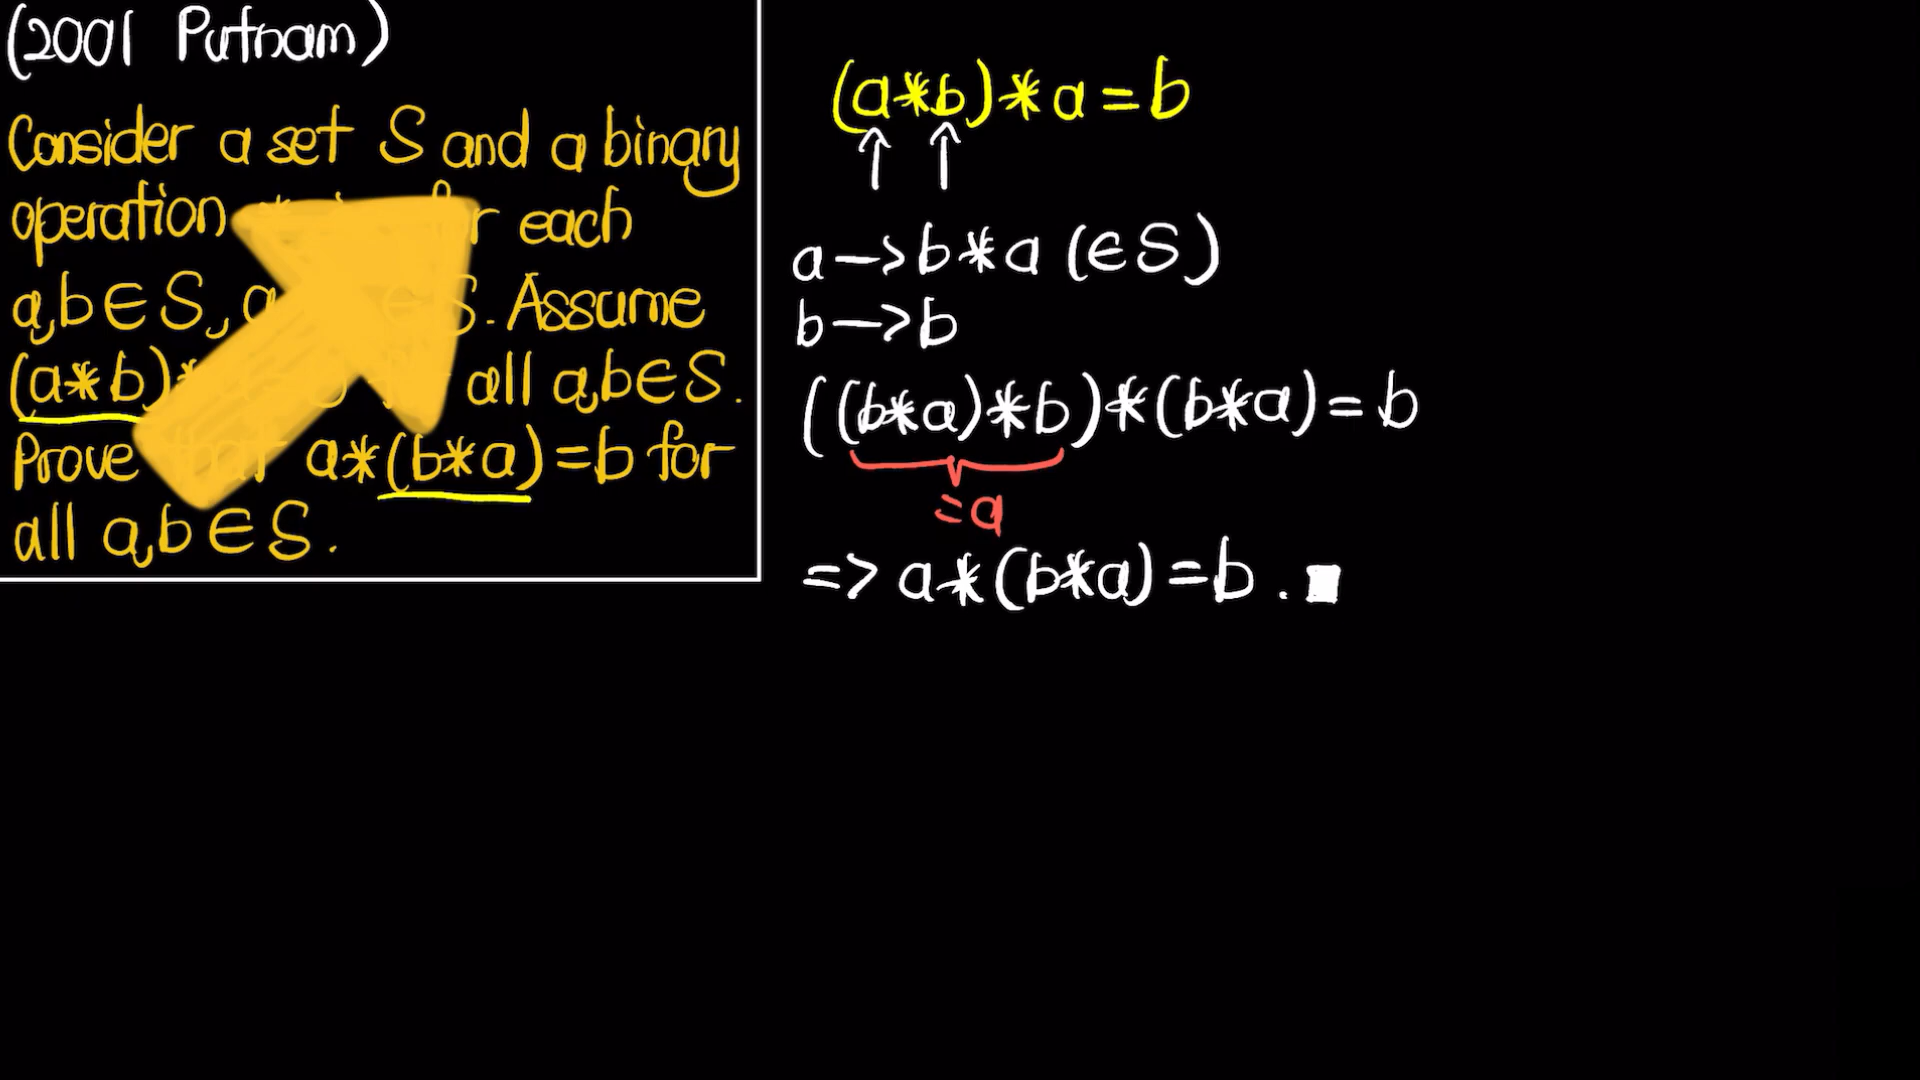 (2001 Putnam)
Consider a set S and a binary
operation each
a,b∈S, S. Assume
(a*b) all a,b∈S.
Prove a*(b*a)=b for
all a,b∈S.
(a*b)*a=b
a->b*a (∈S)
b->b
((b*a)*b)*(b*a)=b
=a
=> a*(b*a)=b. ■